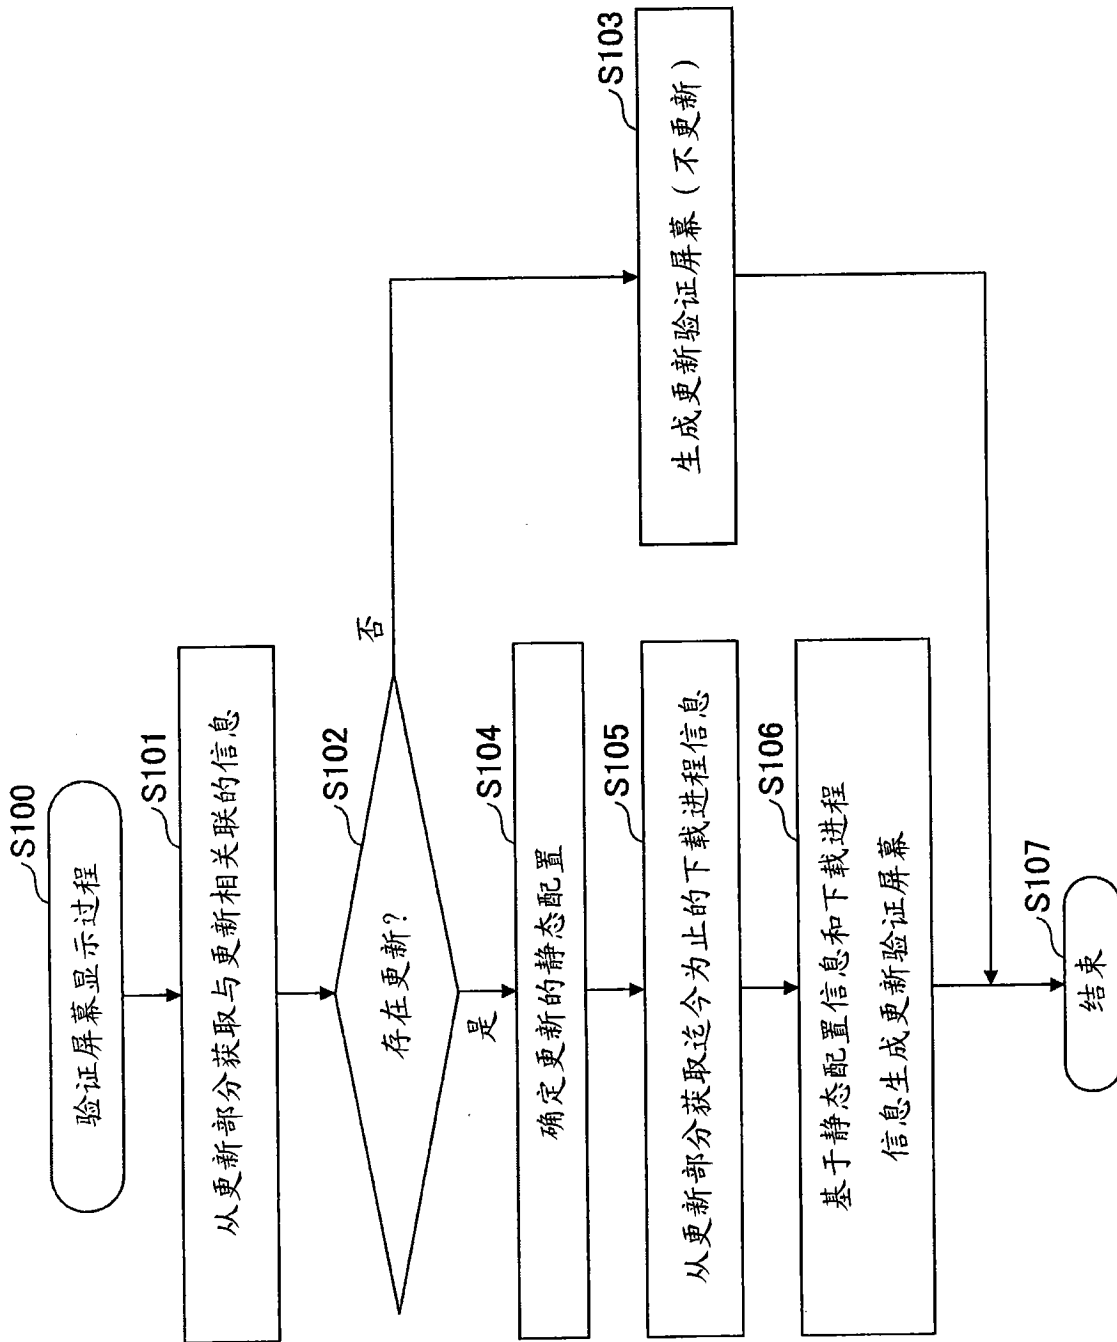 S100
验证屏幕显示过程
S101
从更新部分获取与更新相关联的信息
S102
存在更新?
否
是
S103
生成更新验证屏幕（不更新）
S104
确定更新的静态配置
S105
从更新部分获取迄今为止的下载进程信息
S106
基于静态配置信息和下载进程
信息生成更新验证屏幕
S107
结束